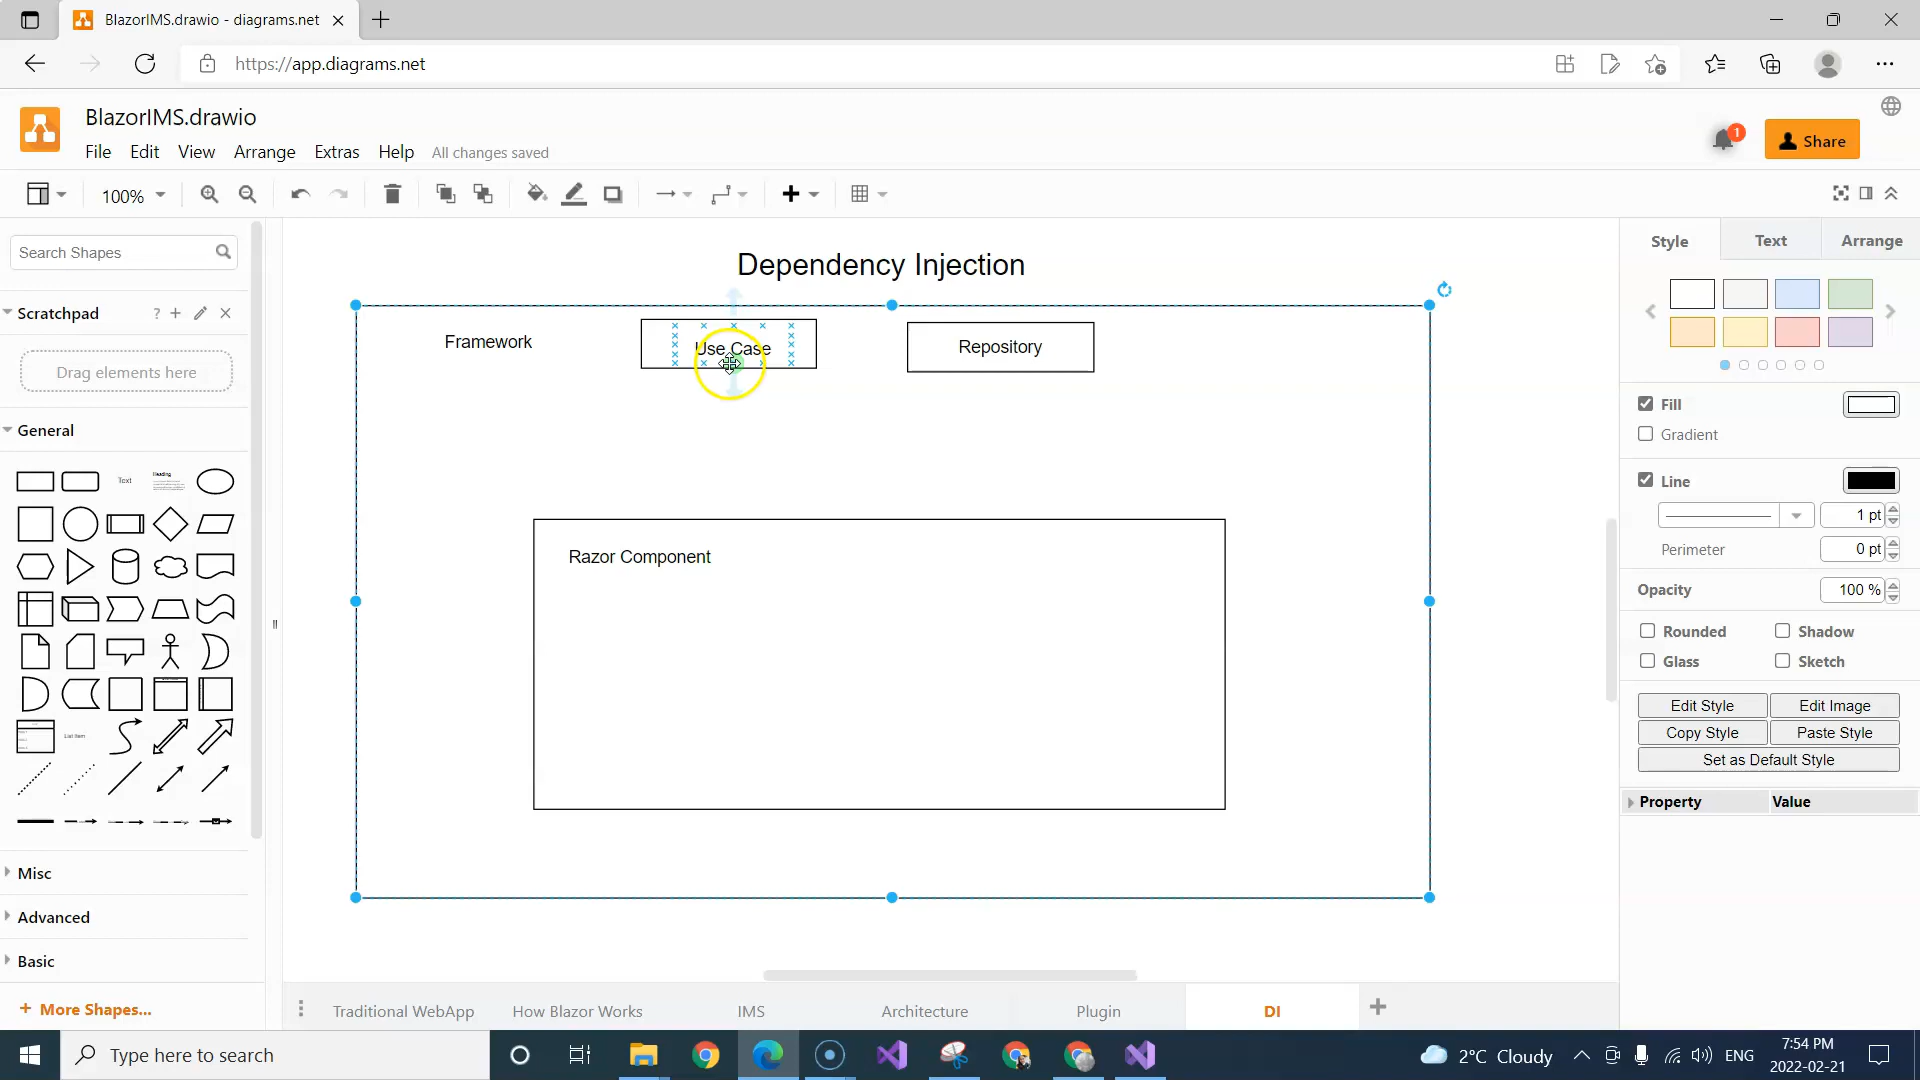 BlazorIMS.drawio - diagrams.net
https://app.diagrams.net
BlazorIMS.drawio
File Edit View Arrange Extras Help All changes saved
1
Share
100%
Search Shapes
Scratchpad
?
Drag elements here
General
Text
Heading
List Item
Misc
Advanced
Basic
+ More Shapes...
Dependency Injection
Framework
Use Case
Repository
Razor Component
Style Text Arrange
Fill
Gradient
Line
1 pt
Perimeter 0 pt
Opacity 100 %
Rounded Shadow
Glass Sketch
Edit Style Edit Image
Copy Style Paste Style
Set as Default Style
Property Value
Traditional WebApp How Blazor Works IMS Architecture Plugin DI
Type here to search
2°C Cloudy
ENG
7:54 PM
2022-02-21